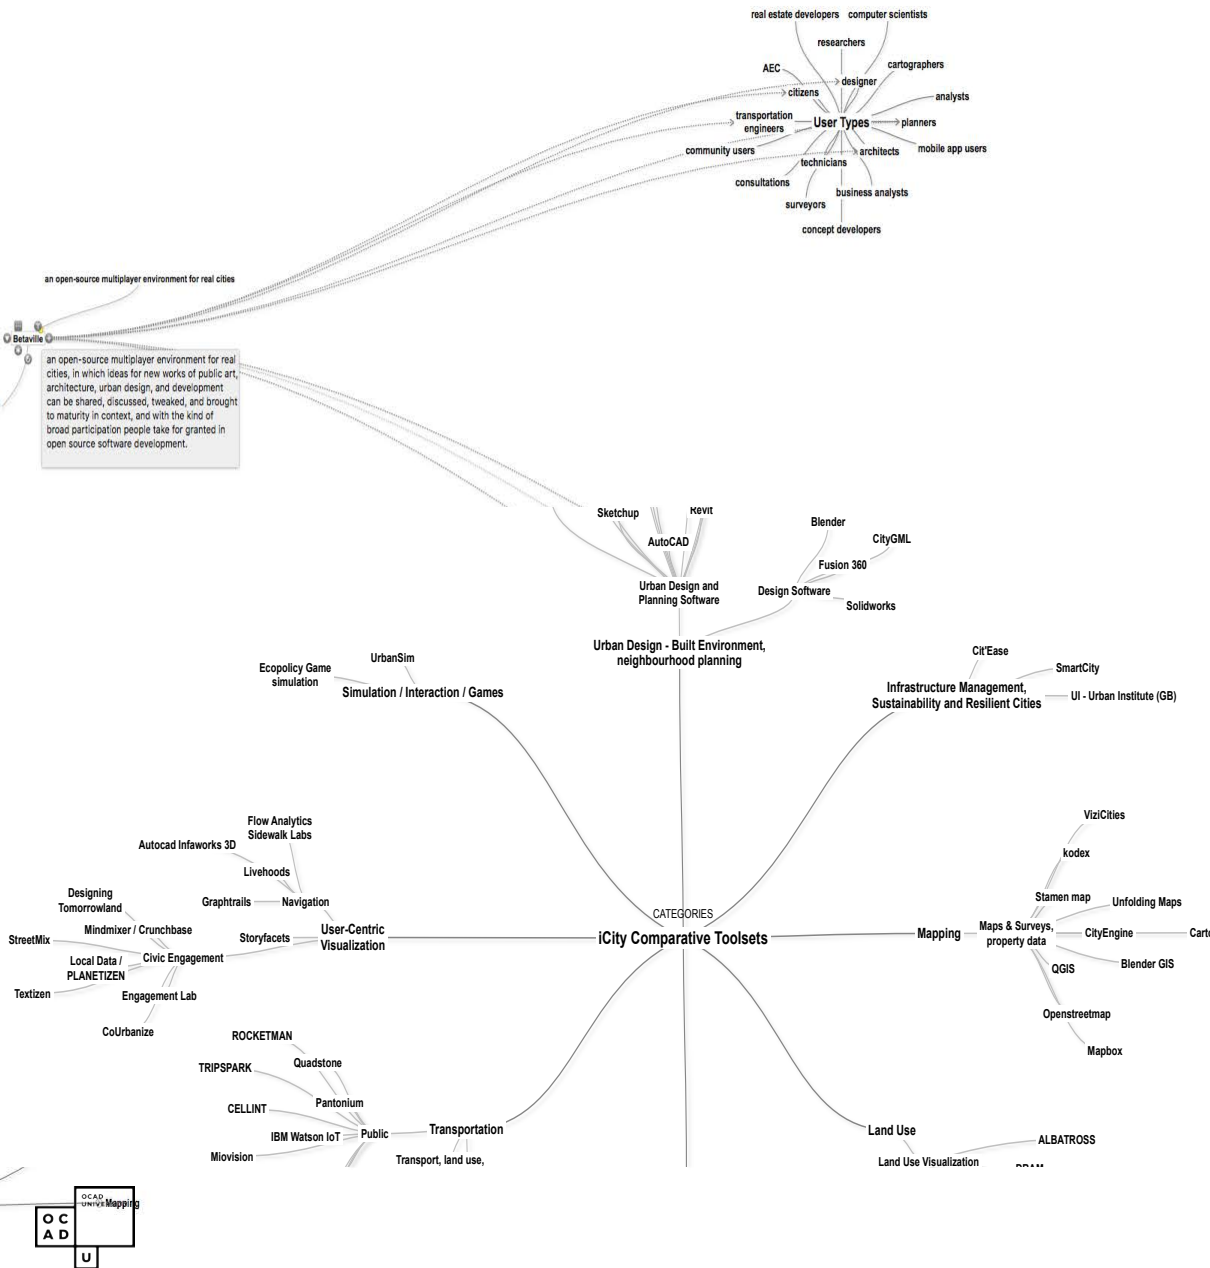 real estate developers
computer scientists
researchers
cartographers
AEC
designer
citizens
analysts
transportation
engineers
User Types
planners
community users
architects
mobile app users
technicians
consultations
business analysts
surveyors
concept developers
an open-source multiplayer environment for real cities
Betaville
an open-source multiplayer environment for real
cities, in which ideas for new works of public art,
architecture, urban design, and development
can be shared, discussed, tweaked, and brought
to maturity in context, and with the kind of
broad participation people take for granted in
open source software development.
Sketchup
Revit
AutoCAD
Urban Design and
Planning Software
Blender
CityGML
Fusion 360
Design Software
Solidworks
Urban Design - Built Environment,
neighbourhood planning
UrbanSim
Ecopolicy Game
simulation
Simulation / Interaction / Games
Cit'Ease
SmartCity
Infrastructure Management,
Sustainability and Resilient Cities
UI - Urban Institute (GB)
Flow Analytics
Sidewalk Labs
Autocad Infaworks 3D
Livehoods
Graphtrails
Navigation
Designing
Tomorrowland
Mindmixer / Crunchbase
StreetMix
Storyfacets
User-Centric
Visualization
Civic Engagement
Local Data /
PLANETIZEN
Textizen
Engagement Lab
CoUrbanize
CATEGORIES
iCity Comparative Toolsets
ViziCities
kodex
Stamen map
Unfolding Maps
Mapping
Maps & Surveys,
property data
CityEngine
Cart
QGIS
Blender GIS
Openstreetmap
Mapbox
ROCKETMAN
TRIPSPARK
Quadstone
CELLINT
Pantonium
IBM Watson IoT
Public
Transportation
Miovision
Transport, land use,
Land Use
ALBATROSS
Land Use Visualization
OCAD
Mapping
O C
A D
U